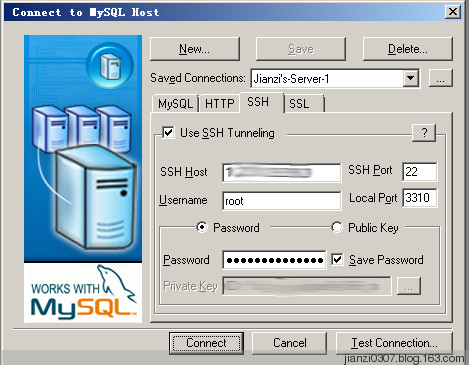 Connect to MySQL Host
New...
Save
Delete...
Saved Connections: Jianzi's-Server-1
...
MySQL HTTP SSH SSL
Use SSH Tunneling
?
SSH Host
SSH Port 22
Username root
Local Port 3310
Password
Public Key
Password ●●●●●●●●●●●●●●
Save Password
Private Key
...
WORKS WITH
MySQL™
Connect
Cancel
Test Connection...
jianzi0307.blog.163.com